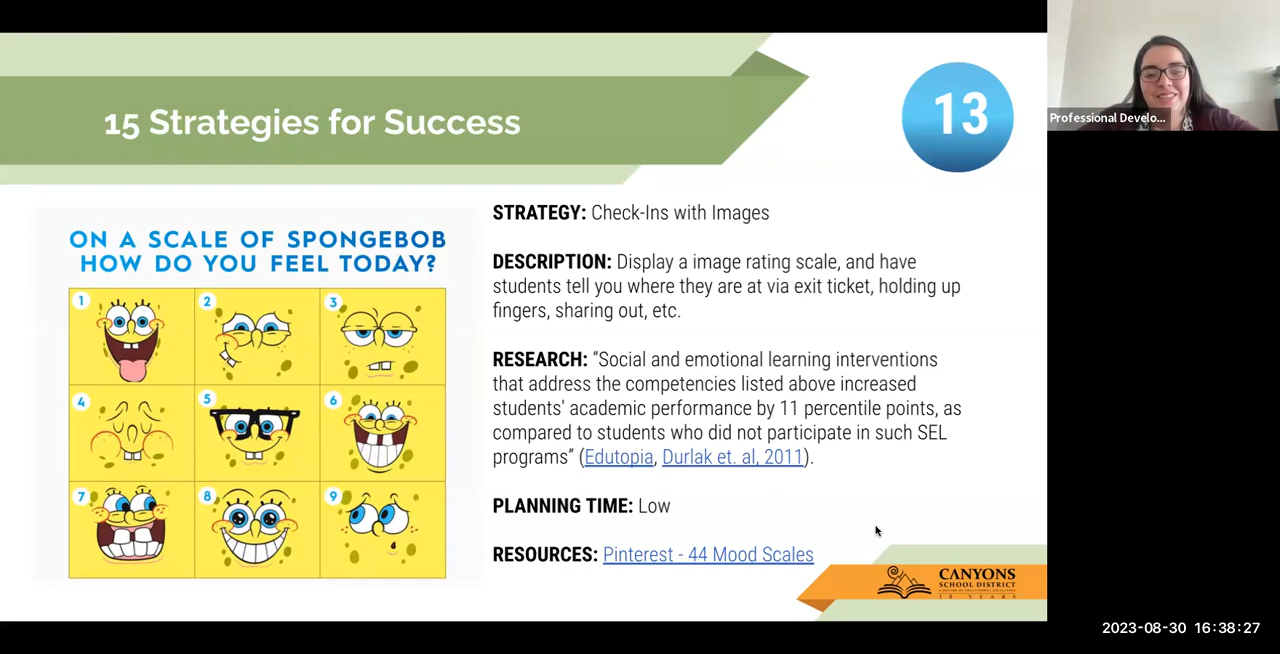 15 Strategies for Success
13
Professional Develo...
ON A SCALE OF SPONGEBOB
HOW DO YOU FEEL TODAY?
1
2
3
4
5
6
7
8
9
STRATEGY: Check-Ins with Images
DESCRIPTION: Display a image rating scale, and have
students tell you where they are at via exit ticket, holding up
fingers, sharing out, etc.
RESEARCH: “Social and emotional learning interventions
that address the competencies listed above increased
students' academic performance by 11 percentile points, as
compared to students who did not participate in such SEL
programs” (Edutopia, Durlak et. al, 2011).
PLANNING TIME: Low
RESOURCES: Pinterest - 44 Mood Scales
CANYONS
SCHOOL DISTRICT
10 YEARS
2023-08-30 16:38:27